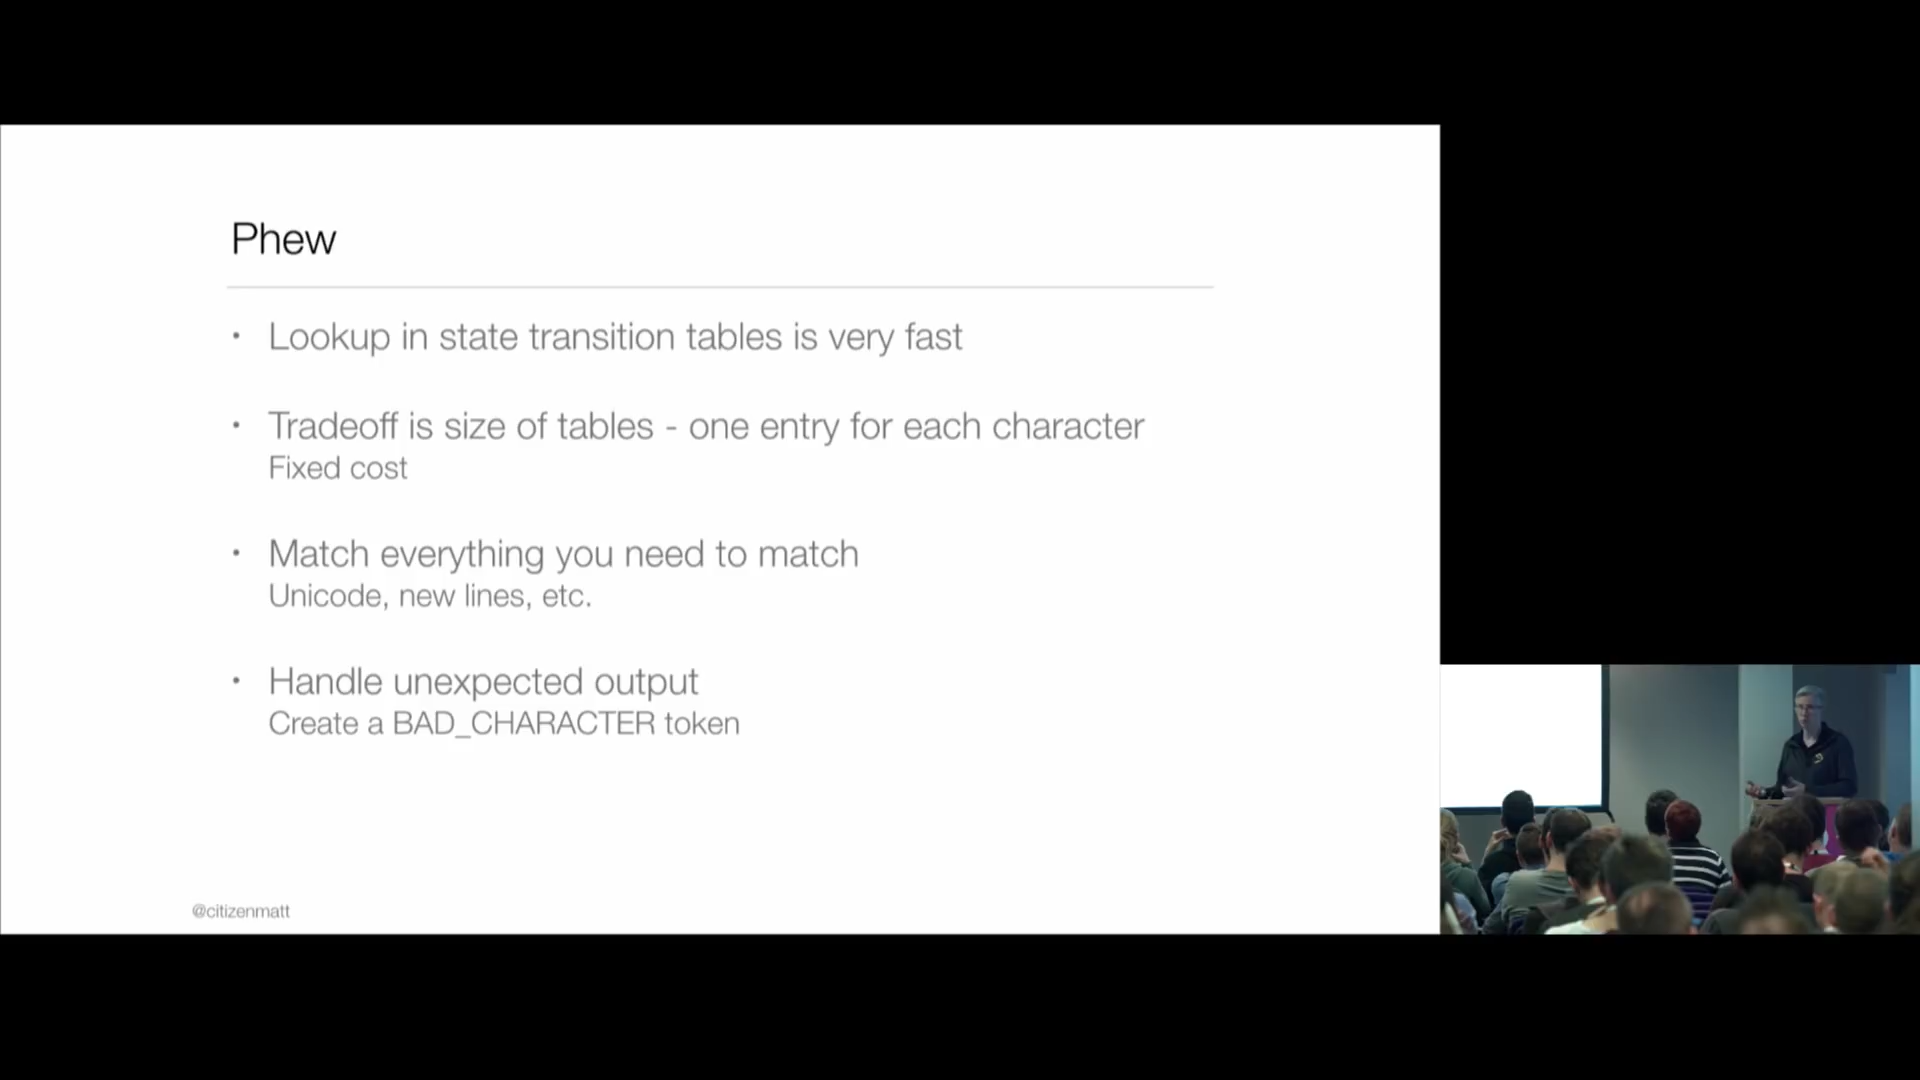 Phew
• Lookup in state transition tables is very fast
• Tradeoff is size of tables - one entry for each character
Fixed cost
• Match everything you need to match
Unicode, new lines, etc.
• Handle unexpected output
Create a BAD_CHARACTER token
@citizenmatt